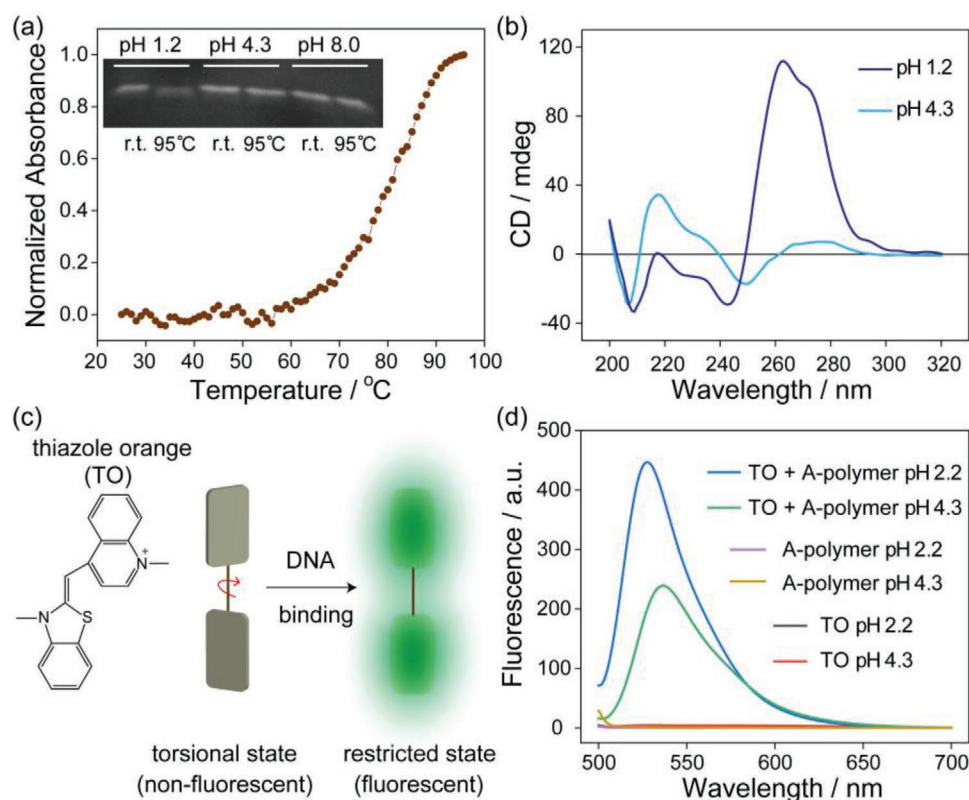 (a)
Normalized Absorbance
1.0
0.8
0.6
0.4
0.2
0.0
pH 1.2 pH 4.3 pH 8.0
r.t. 95°C r.t. 95°C r.t. 95°C
20 30 40 50 60 70 80 90 100
Temperature / °C
(b)
CD / mdeg
120
80
40
0
-40
pH 1.2
pH 4.3
200 220 240 260 280 300 320
Wavelength / nm
(c)
thiazole orange
(TO)
N
+
N
S
DNA
binding
torsional state
(non-fluorescent)
restricted state
(fluorescent)
(d)
Fluorescence / a.u.
500
400
300
200
100
0
TO + A-polymer pH 2.2
TO + A-polymer pH 4.3
A-polymer pH 2.2
A-polymer pH 4.3
TO pH 2.2
TO pH 4.3
500 550 600 650 700
Wavelength / nm